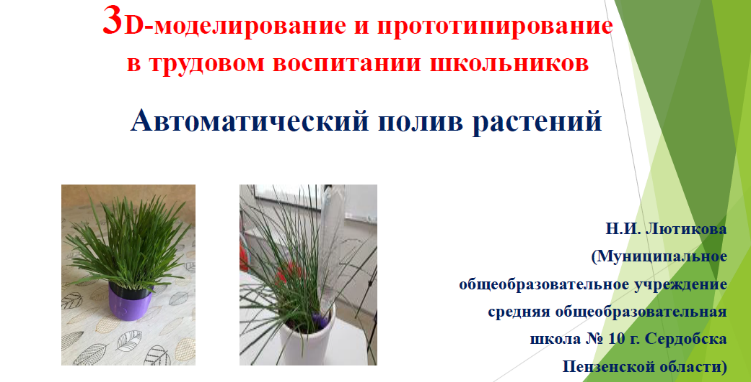 3D-моделирование и прототипирование
в трудовом воспитании школьников
Автоматический полив растений
Н.И. Лютикова
(Муниципальное
общеобразовательное учреждение
средняя общеобразовательная
школа № 10 г. Сердобска
Пензенской области)